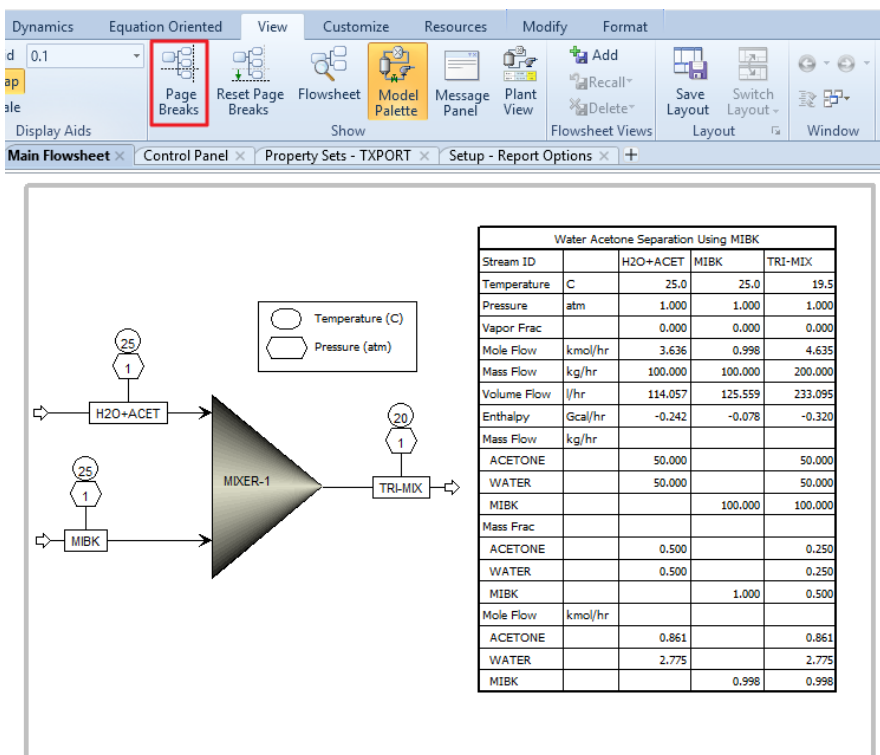 Dynamics Equation Oriented View Customize Resources Modify Format
0.1
Page Breaks
Reset Page Breaks
Flowsheet
Model Palette
Message Panel
Plant View
Add
Recall
Delete
Save Layout
Switch Layout
Display Aids Show Flowsheet Views Layout Window
Main Flowsheet Control Panel Property Sets - TXPORT Setup - Report Options
Temperature (C)
Pressure (atm)
25
1
H2O+ACET
25
1
MIBK
MIXER-1
20
1
TRI-MIX
Water Acetone Separation Using MIBK
Stream ID H2O+ACET MIBK TRI-MIX
Temperature C 25.0 25.0 19.5
Pressure atm 1.000 1.000 1.000
Vapor Frac 0.000 0.000 0.000
Mole Flow kmol/hr 3.636 0.998 4.635
Mass Flow kg/hr 100.000 100.000 200.000
Volume Flow l/hr 114.057 125.559 233.095
Enthalpy Gcal/hr -0.242 -0.078 -0.320
Mass Flow kg/hr
ACETONE 50.000 50.000
WATER 50.000 50.000
MIBK 100.000 100.000
Mass Frac
ACETONE 0.500 0.250
WATER 0.500 0.250
MIBK 1.000 0.500
Mole Flow kmol/hr
ACETONE 0.861 0.861
WATER 2.775 2.775
MIBK 0.998 0.998